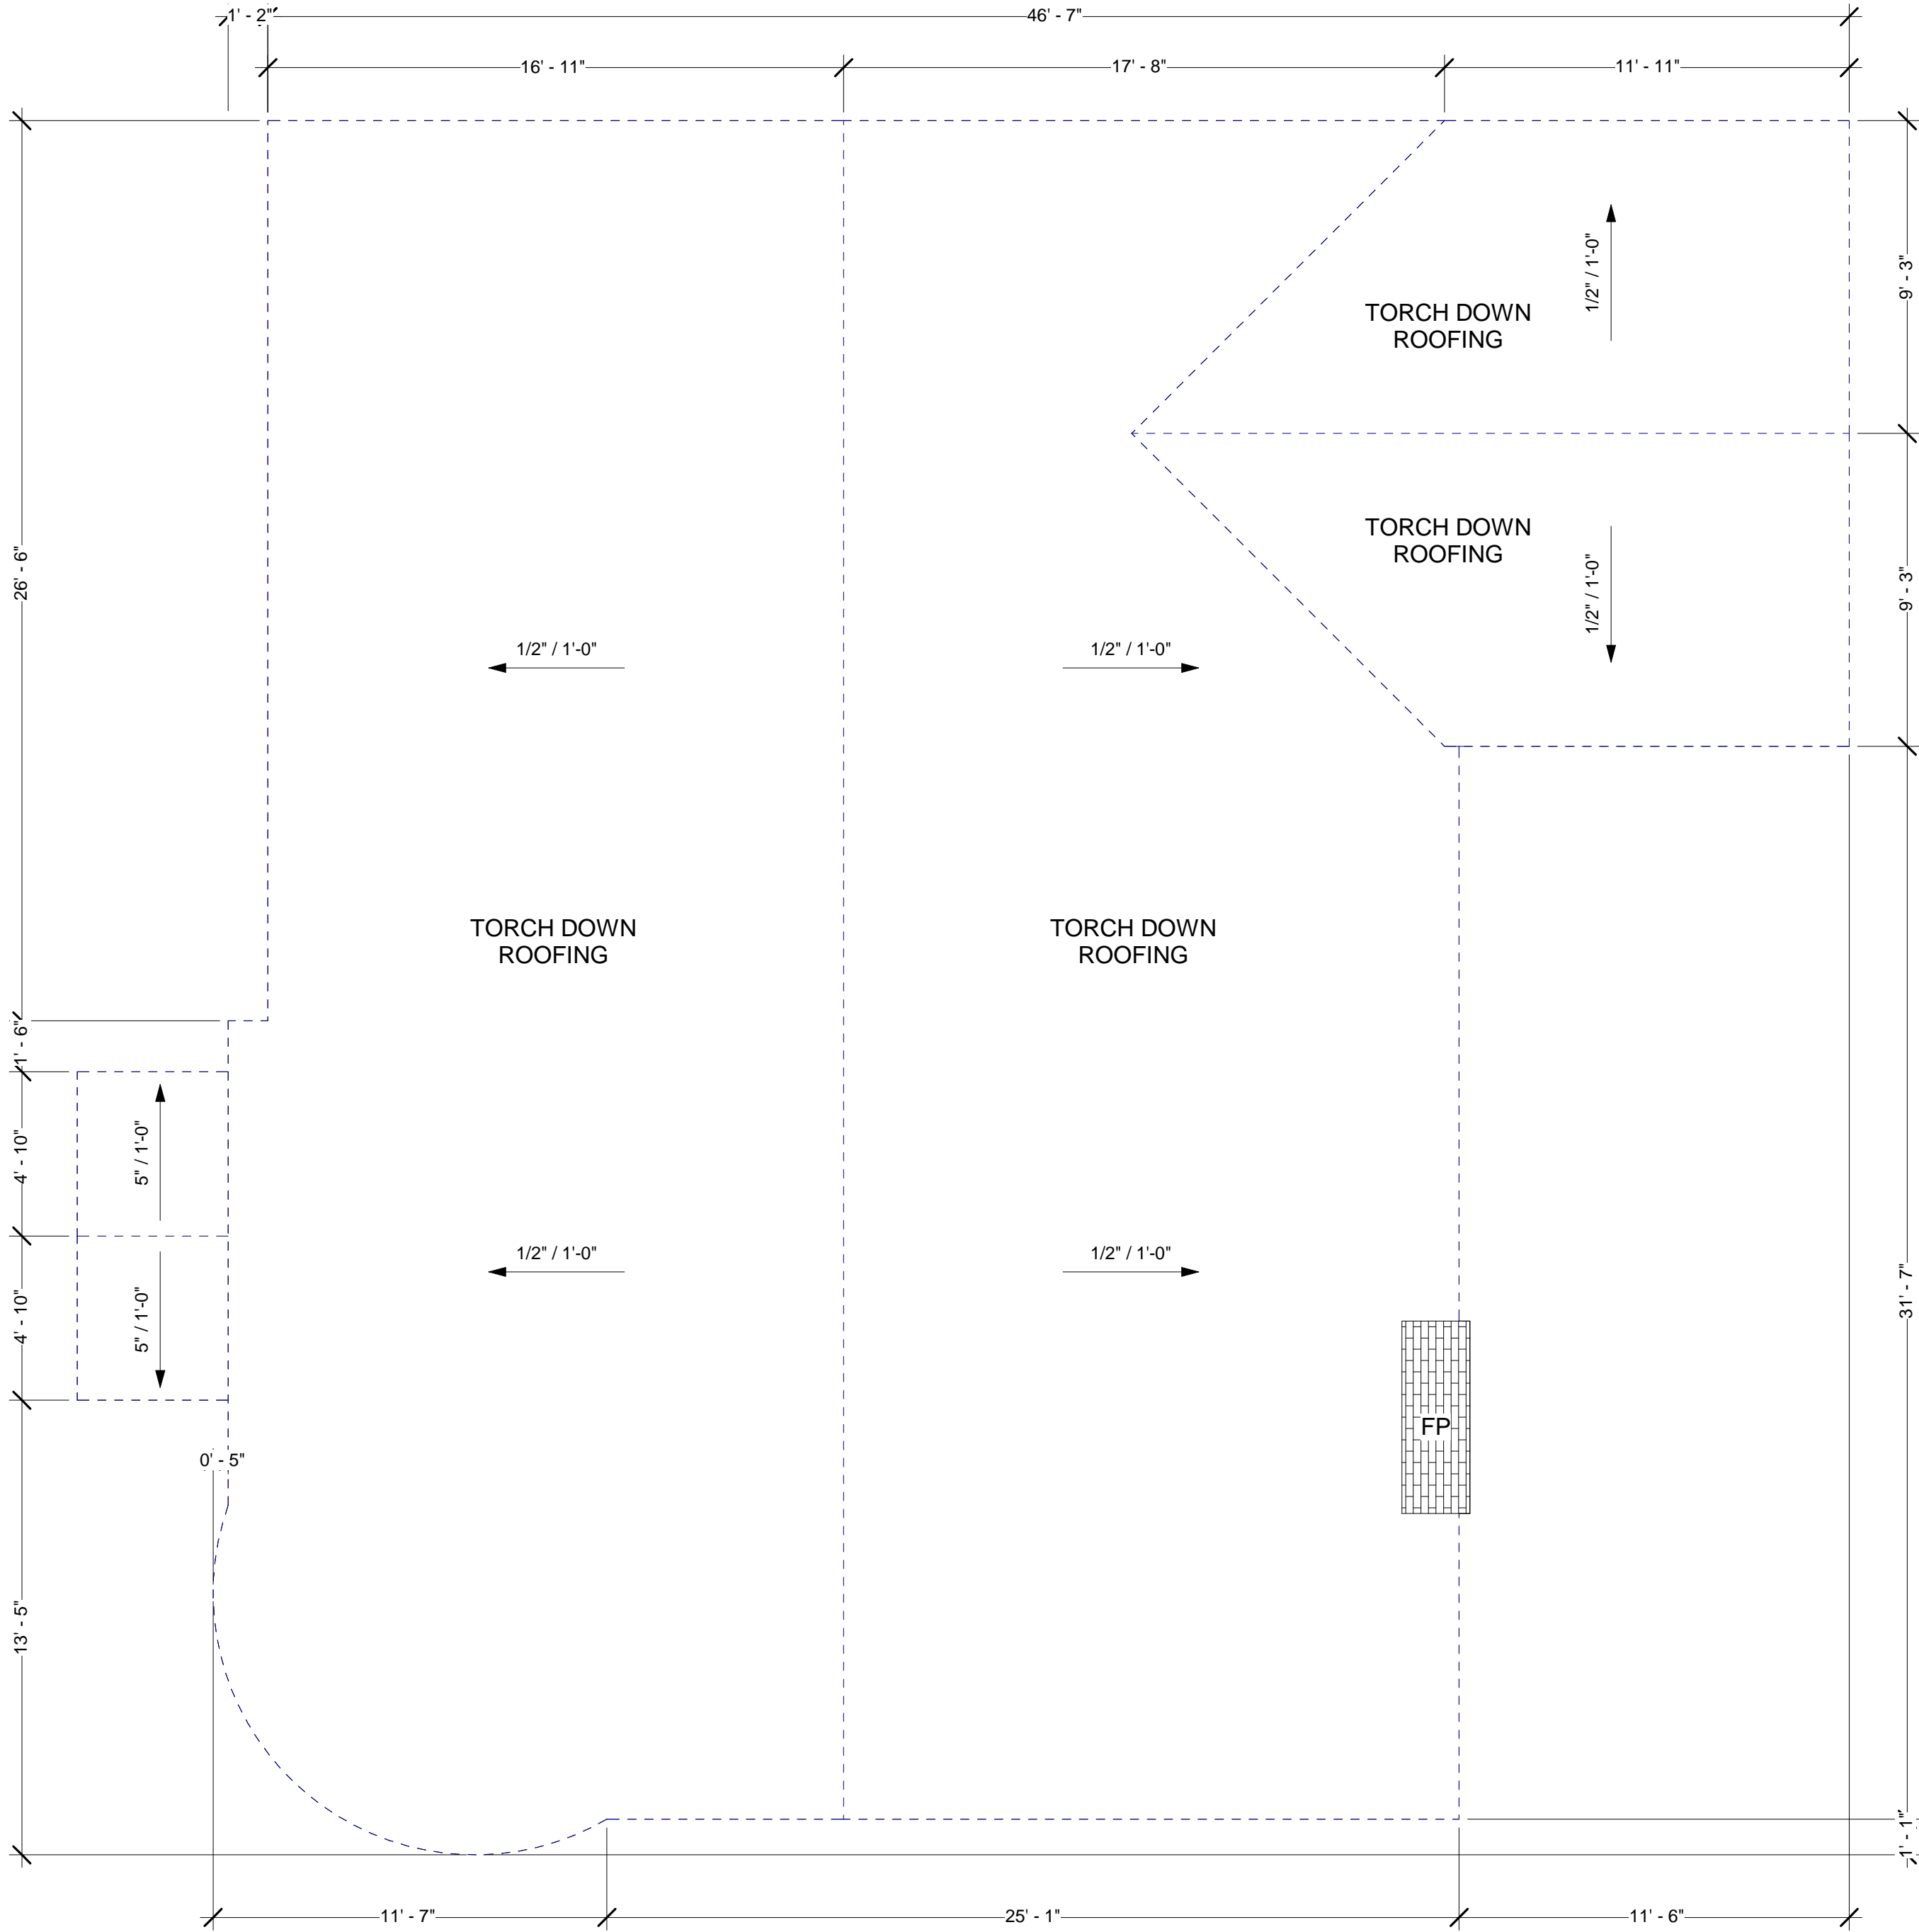 1' - 2"
46' - 7"
16' - 11"
17' - 8"
11' - 11"
9' - 3"
1/2" / 1'-0"
TORCH DOWN
ROOFING
TORCH DOWN
ROOFING
1/2" / 1'-0"
9' - 3"
26' - 6"
1/2" / 1'-0"
1/2" / 1'-0"
TORCH DOWN
ROOFING
TORCH DOWN
ROOFING
1' - 6"
4' - 10"
5" / 1'-0"
1/2" / 1'-0"
1/2" / 1'-0"
31' - 7"
4' - 10"
5" / 1'-0"
FP
0' - 5"
13' - 5"
1' - 1"
11' - 7"
25' - 1"
11' - 6"